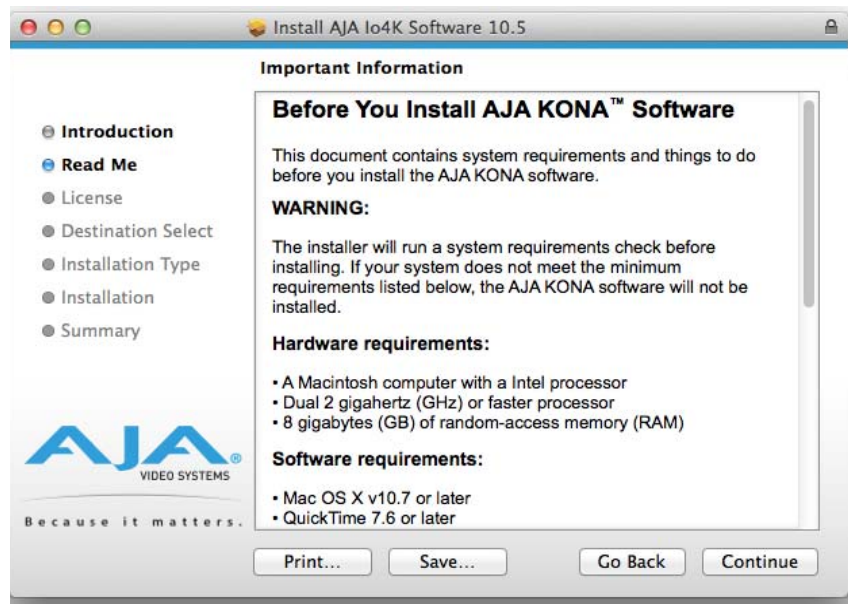 Install AJA Io4K Software 10.5
Important Information
Introduction
Read Me
License
Destination Select
Installation Type
Installation
Summary
AJA®
VIDEO SYSTEMS
Because it matters.
Before You Install AJA KONA™ Software
This document contains system requirements and things to do
before you install the AJA KONA software.
WARNING:
The installer will run a system requirements check before
installing. If your system does not meet the minimum
requirements listed below, the AJA KONA software will not be
installed.
Hardware requirements:
• A Macintosh computer with a Intel processor
• Dual 2 gigahertz (GHz) or faster processor
• 8 gigabytes (GB) of random-access memory (RAM)
Software requirements:
• Mac OS X v10.7 or later
• QuickTime 7.6 or later
Print...
Save...
Go Back
Continue